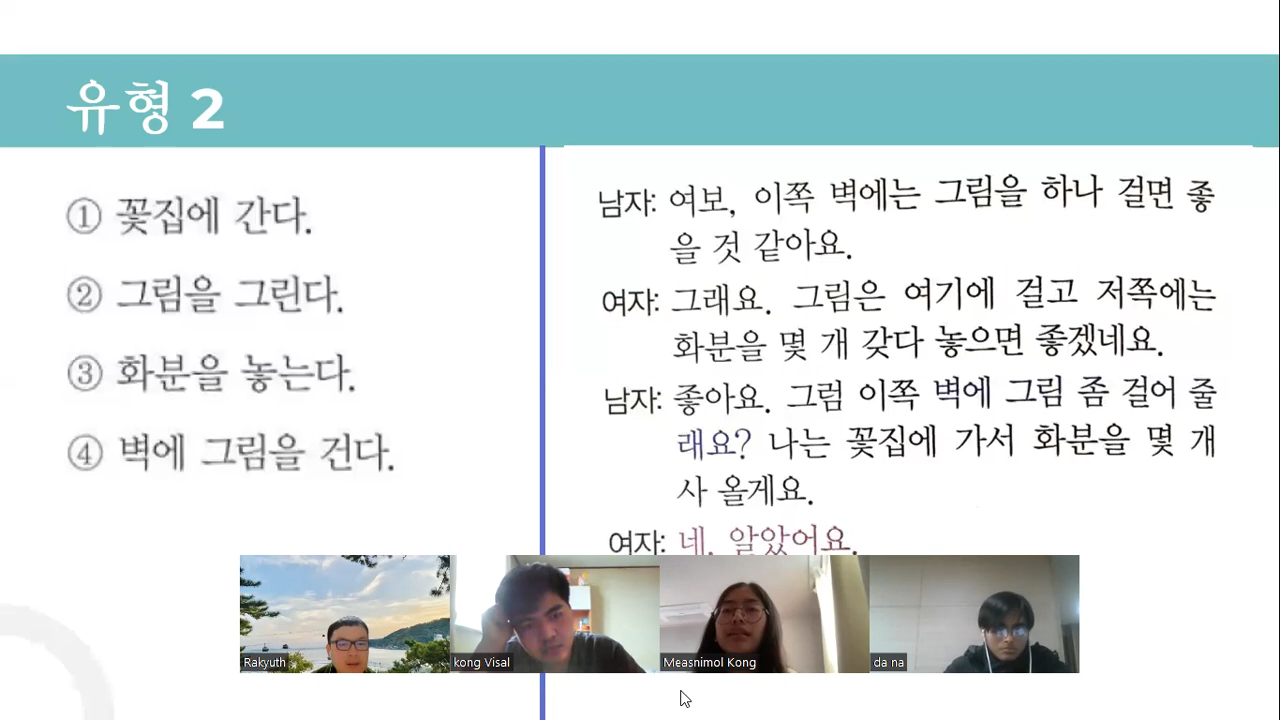 유형 2
① 꽃집에 간다.
② 그림을 그린다.
③ 화분을 놓는다.
④ 벽에 그림을 건다.
남자: 여보, 이쪽 벽에는 그림을 하나 걸면 좋
을 것 같아요.
여자: 그래요. 그림은 여기에 걸고 저쪽에는
화분을 몇 개 갖다 놓으면 좋겠네요.
남자: 좋아요. 그럼 이쪽 벽에 그림 좀 걸어 줄
래요? 나는 꽃집에 가서 화분을 몇 개
사 올게요.
여자: 네, 알았어요.
Rakyuth
kong Visal
Measnimol Kong
da na